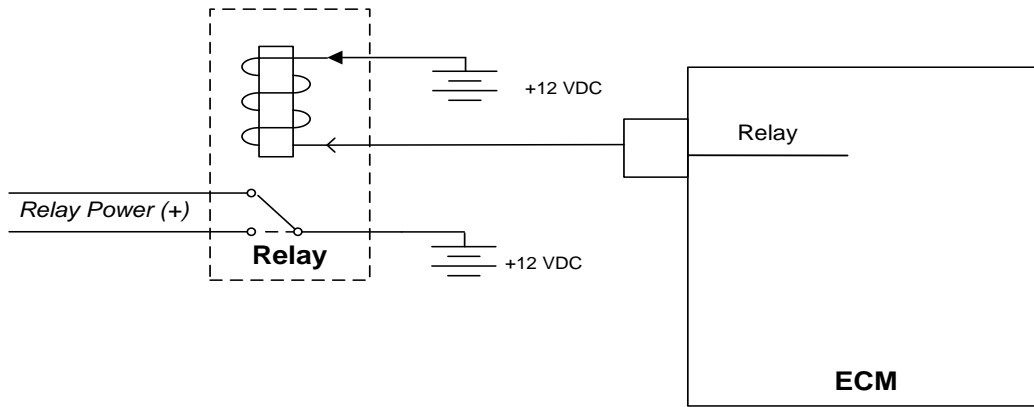 +12 VDC
Relay
Relay Power (+)
Relay
+12 VDC
ECM